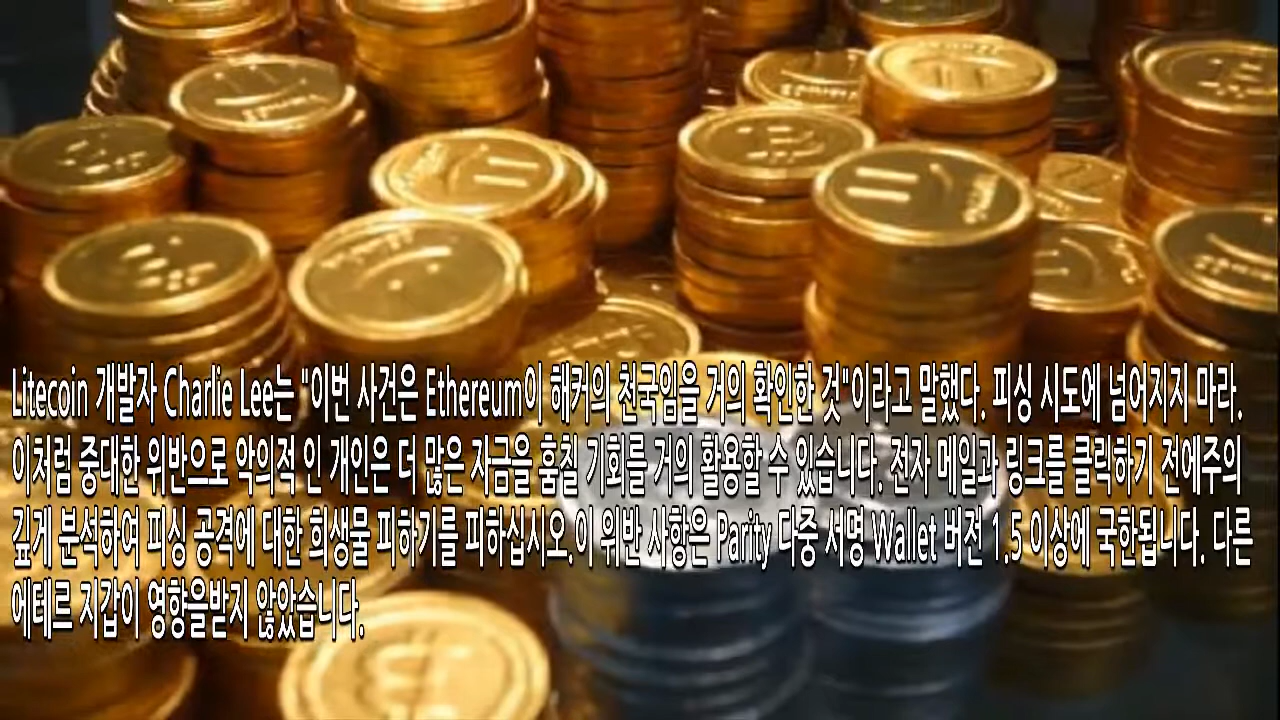 Litecoin 개발자 Charlie Lee는 "이번 사건은 Ethereum이 해커의 천국임을 거의 확인한 것"이라고 말했다. 피싱 시도에 넘어지지 마라.
이처럼 중대한 위반으로 악의적 인 개인은 더 많은 자금을 훔칠 기회를 거의 활용할 수 있습니다. 전자 메일과 링크를 클릭하기 전에주의
깊게 분석하여 피싱 공격에 대한 희생물 피하기를 피하십시오.이 위반 사항은 Parity 다중 서명 Wallet 버전 1.5 이상에 국한됩니다. 다른
에테르 지갑이 영향을받지 않았습니다.